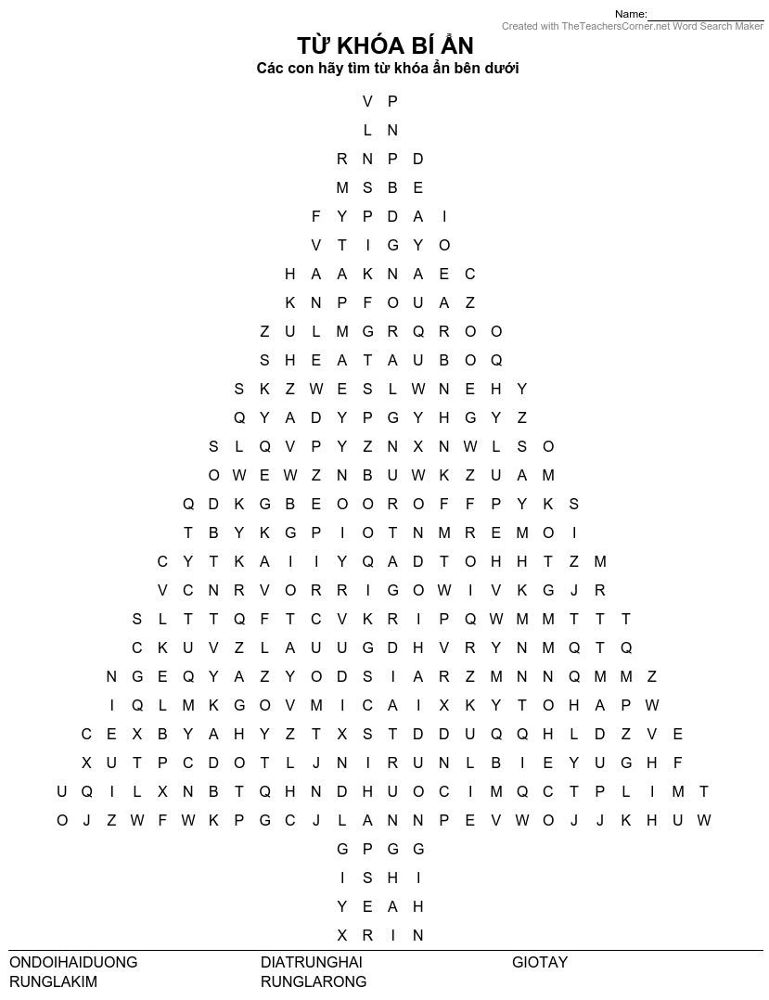 Name:
Created with TheTeachersCorner.net Word Search Maker
TỪ KHÓA BÍ ẨN
Các con hãy tìm từ khóa ẩn bên dưới
V P
L N
R N P D
M S B E
F Y P D A I
V T I G Y O
H A A K N A E C
K N P F O U A Z
Z U L M G R Q R O O
S H E A T A U B O Q
S K Z W E S L W N E H Y
Q Y A D Y P G Y H G Y Z
S L Q V P Y Z N X N W L S O
O W E W Z N B U W K Z U A M
Q D K G B E O O R O F F P Y K S
T B Y K G P I O T N M R E M O I
C Y T K A I I Y Q A D T O H H T Z M
V C N R V O R R I G O W I V K G J R
S L T T Q F T C V K R I P Q W M M T T T
C K U V Z L A U U G D H V R Y N M Q T Q
N G E Q Y A Z Y O D S I A R Z M N N Q M M Z
I Q L M K G O V M I C A I X K Y T O H A P W
C E X B Y A H Y Z T X S T D D U Q Q H L D Z V E
X U T P C D O T L J N I R U N L B I E Y U G H F
U Q I L X N B T Q H N D H U O C I M Q C T P L I M T
O J Z W F W K P G C J L A N N P E V W O J J K H U W
G P G G
I S H I
Y E A H
X R I N
ONDOIHAIDUONG DIATRUNGHAI GIOTAY
RUNGLAKIM RUNGLARONG